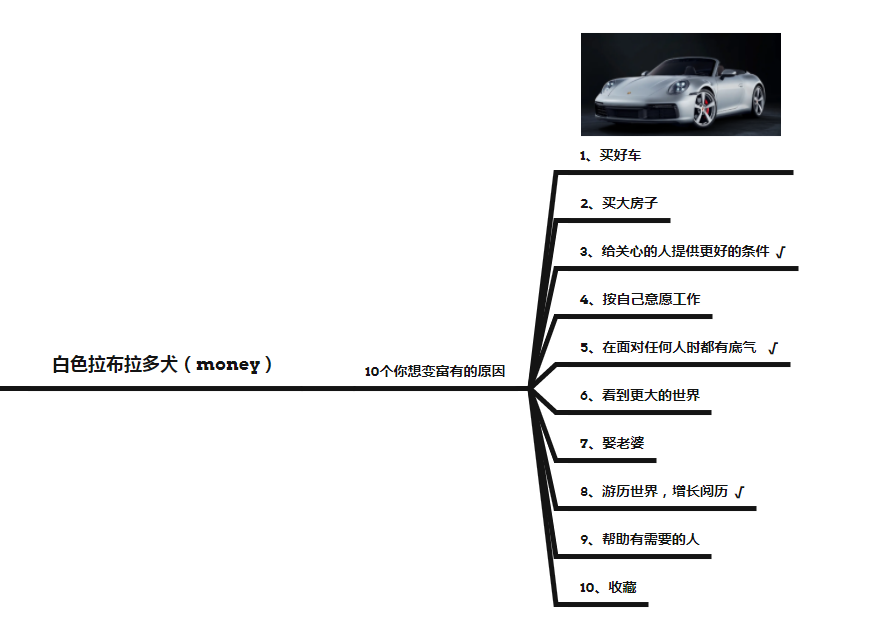 1、买好车
2、买大房子
3、给关心的人提供更好的条件 √
4、按自己意愿工作
5、在面对任何人时都有底气 √
6、看到更大的世界
7、娶老婆
8、游历世界，增长阅历 √
9、帮助有需要的人
10、收藏
白色拉布拉多犬（money）
10个你想变富有的原因